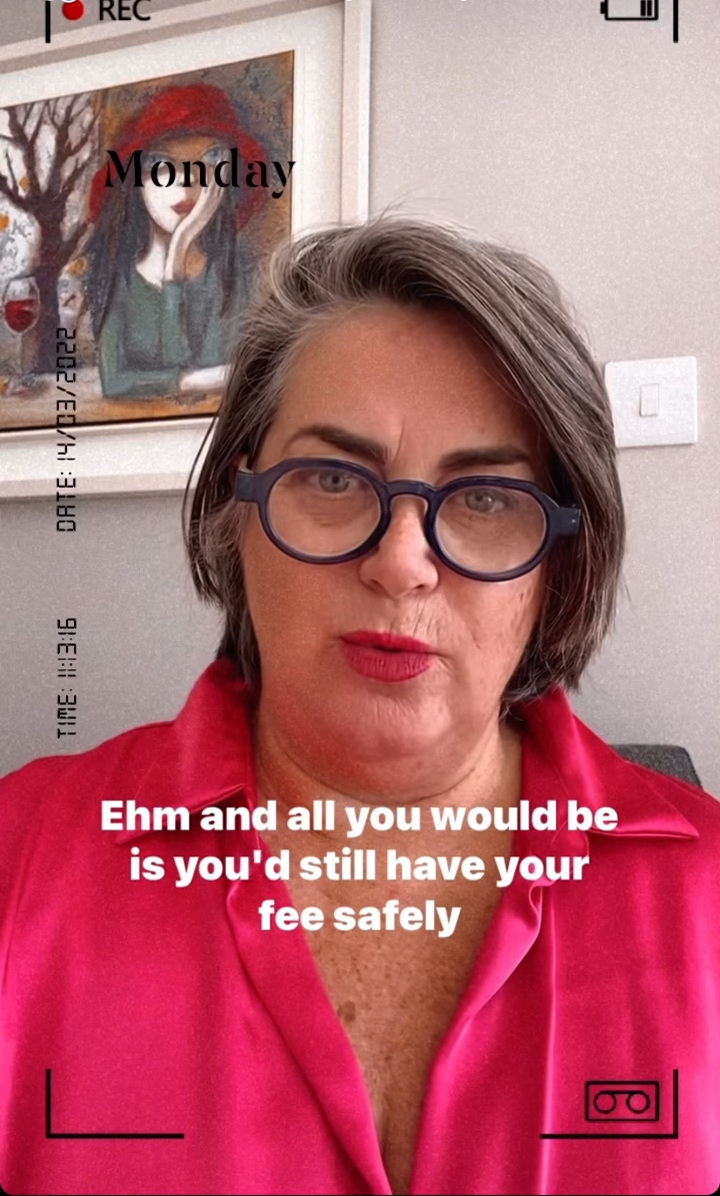 REC
Monday
DATE: 14/03/2022
TIME: 11:13:16
Ehm and all you would be
is you'd still have your
fee safely